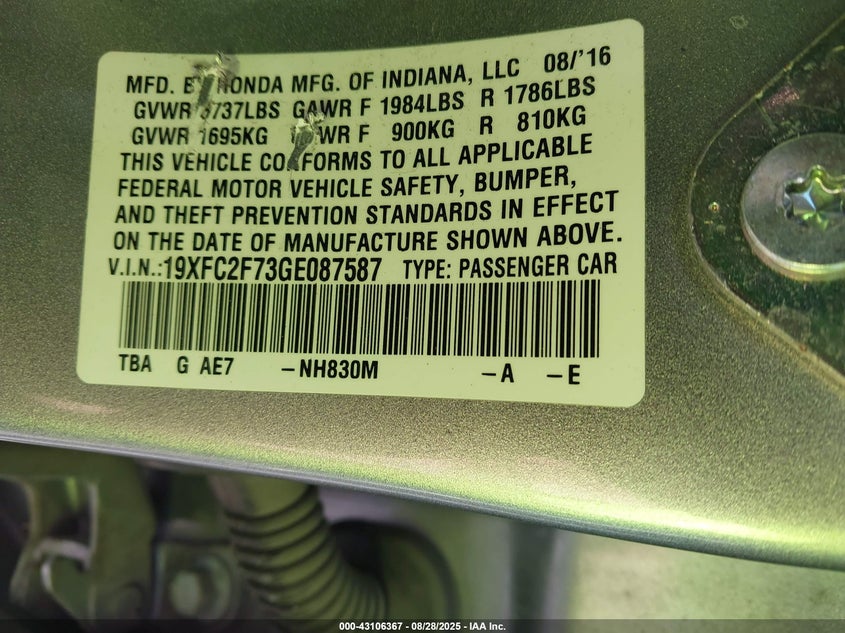 MFD. BY HONDA MFG. OF INDIANA, LLC 08/'16
GVWR 3737LBS GAWR F 1984LBS R 1786LBS
GVWR 1695KG GAWR F 900KG R 810KG
THIS VEHICLE CONFORMS TO ALL APPLICABLE
FEDERAL MOTOR VEHICLE SAFETY, BUMPER,
AND THEFT PREVENTION STANDARDS IN EFFECT
ON THE DATE OF MANUFACTURE SHOWN ABOVE.
V.I.N.:19XFC2F73GE087587 TYPE: PASSENGER CAR
TBA G AE7 –NH830M –A –E
000-43106367 - 08/28/2025 - IAA Inc.